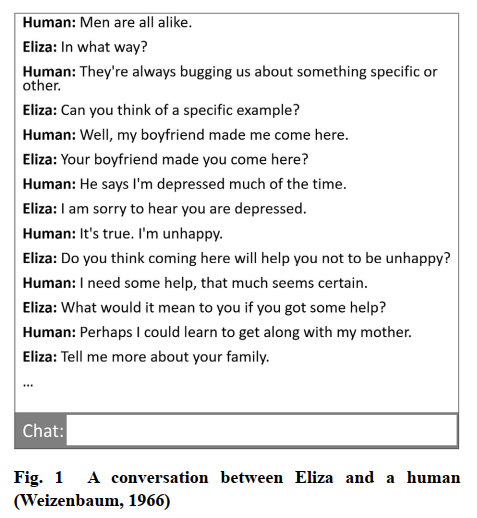 Human: Men are all alike.
Eliza: In what way?
Human: They're always bugging us about something specific or
other.
Eliza: Can you think of a specific example?
Human: Well, my boyfriend made me come here.
Eliza: Your boyfriend made you come here?
Human: He says I'm depressed much of the time.
Eliza: I am sorry to hear you are depressed.
Human: It's true. I'm unhappy.
Eliza: Do you think coming here will help you not to be unhappy?
Human: I need some help, that much seems certain.
Eliza: What would it mean to you if you got some help?
Human: Perhaps I could learn to get along with my mother.
Eliza: Tell me more about your family.
...
Chat:
Fig. 1 A conversation between Eliza and a human
(Weizenbaum, 1966)